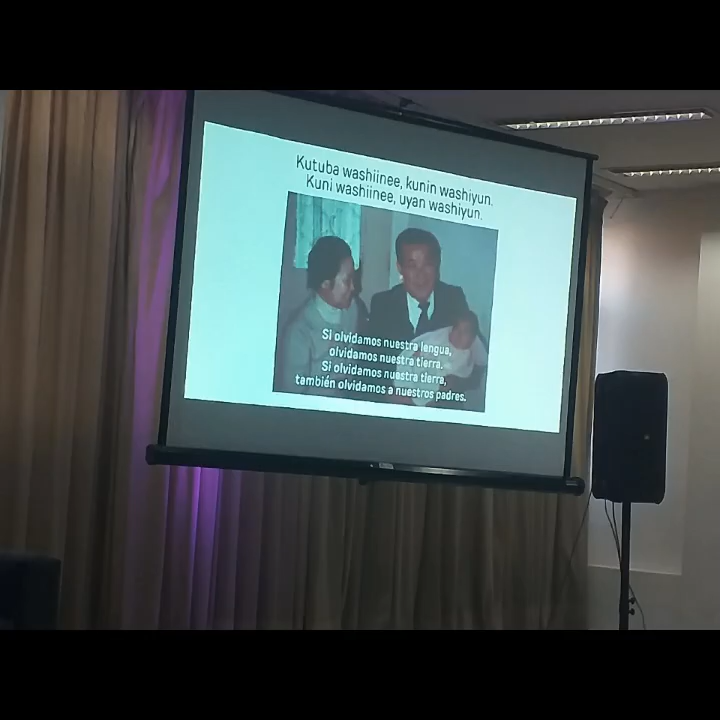 Kutuba washiinee, kunin washiyun.
Kuni washiinee, uyan washiyun.
Si olvidamos nuestra lengua,
olvidamos nuestra tierra.
Si olvidamos nuestra tierra,
también olvidamos a nuestros padres.